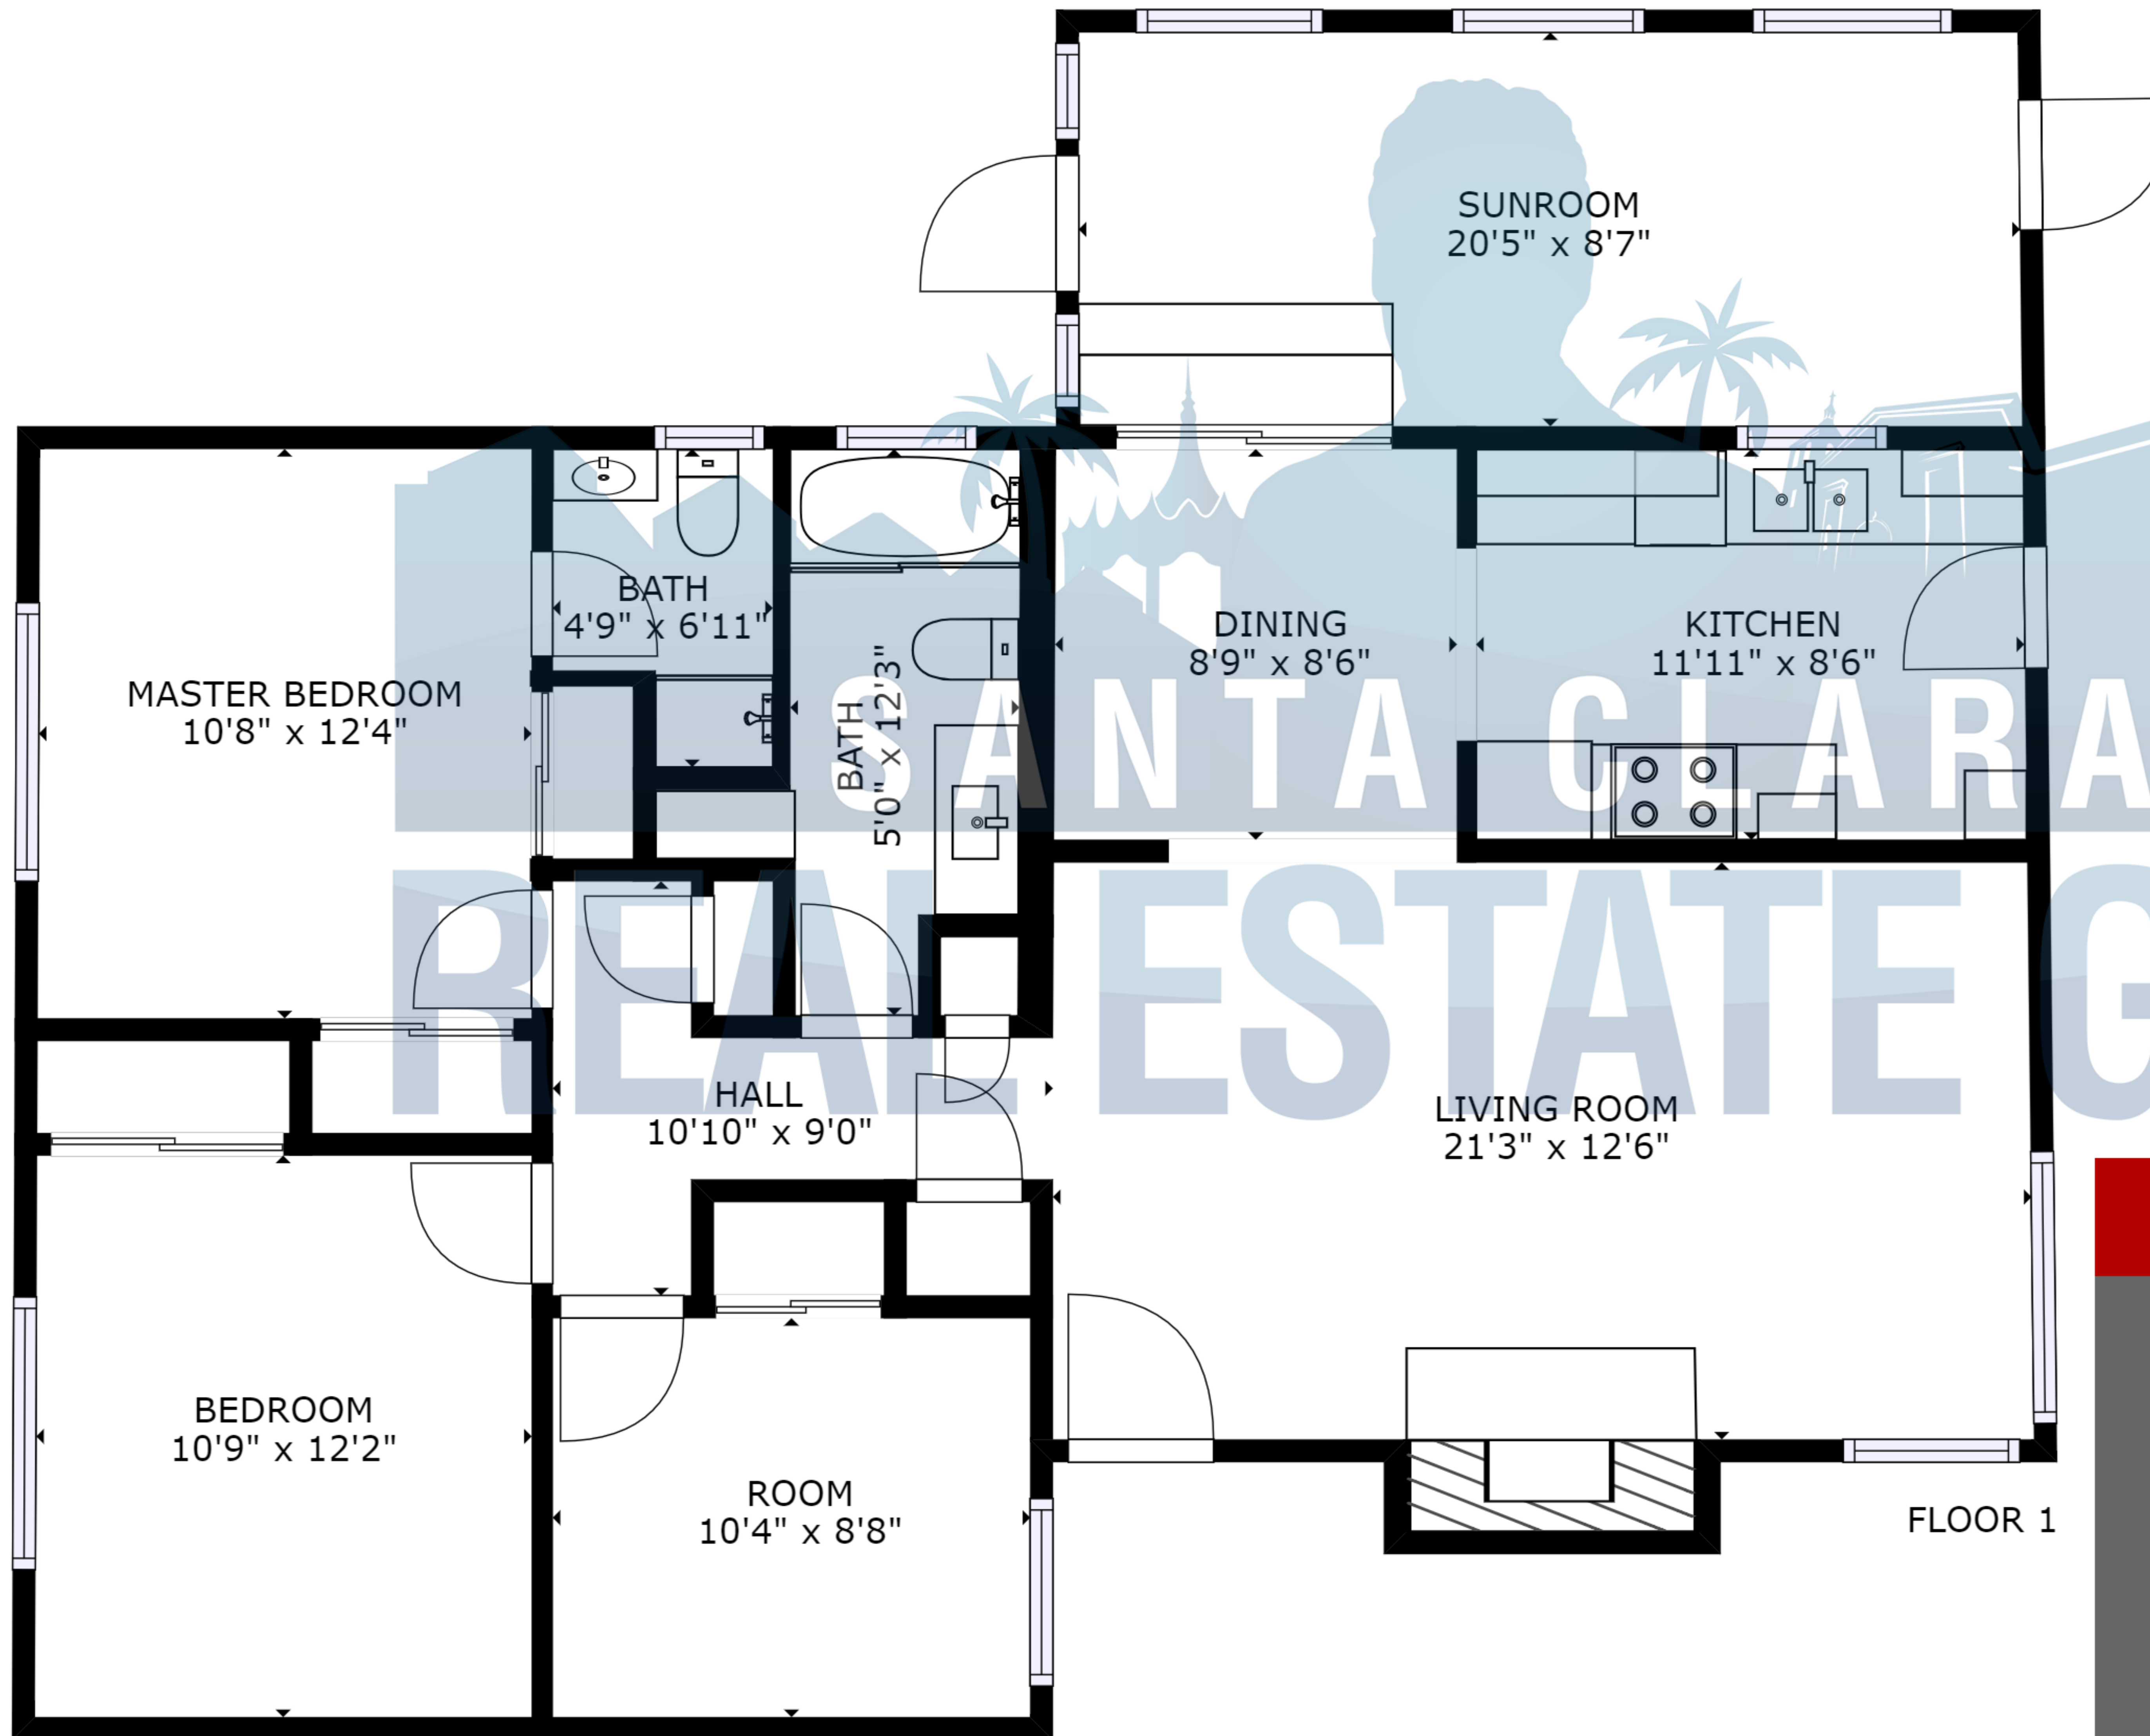 SUNROOM
20'5" x 8'7"
BATH
4'9" x 6'11"
DINING
8'9" x 8'6"
KITCHEN
11'11" x 8'6"
MASTER BEDROOM
10'8" x 12'4"
BATH
5'0" x 12'3"
SANTA CLARA
REAL ESTATE G
HALL
10'10" x 9'0"
LIVING ROOM
21'3" x 12'6"
BEDROOM
10'9" x 12'2"
ROOM
10'4" x 8'8"
FLOOR 1